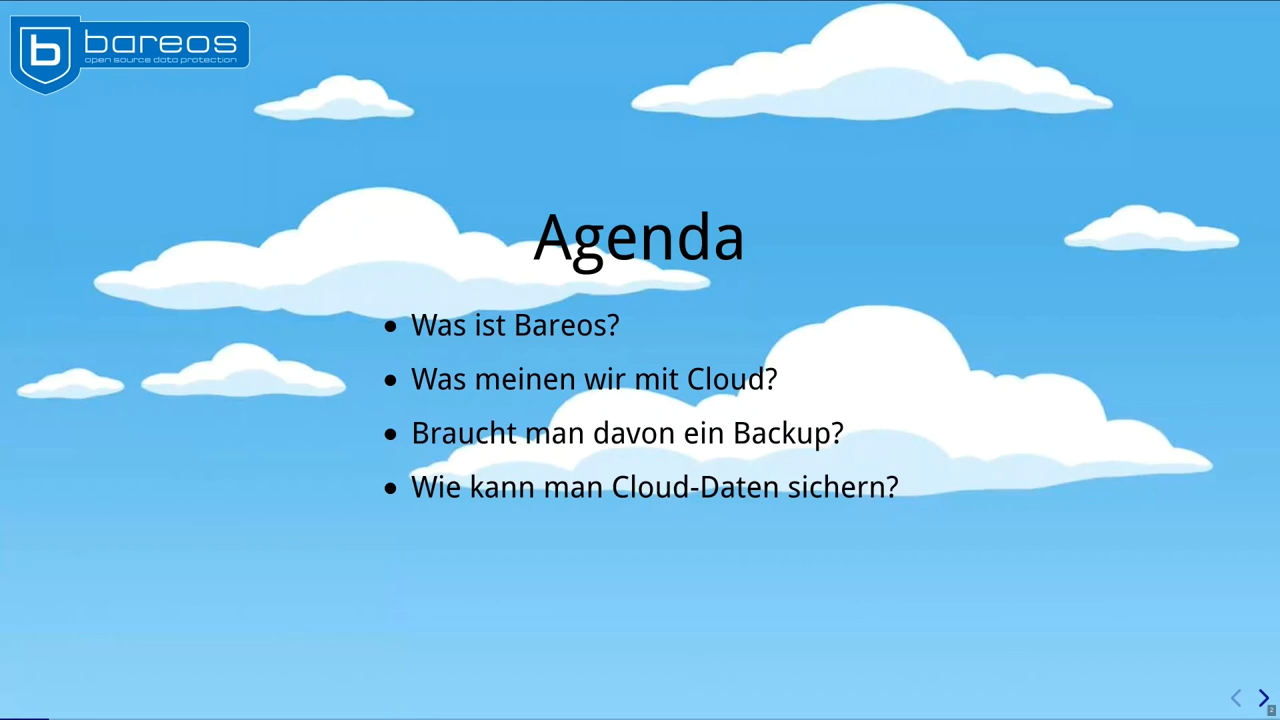 bareos
open source data protection
Agenda
Was ist Bareos?
Was meinen wir mit Cloud?
Braucht man davon ein Backup?
Wie kann man Cloud-Daten sichern?
2